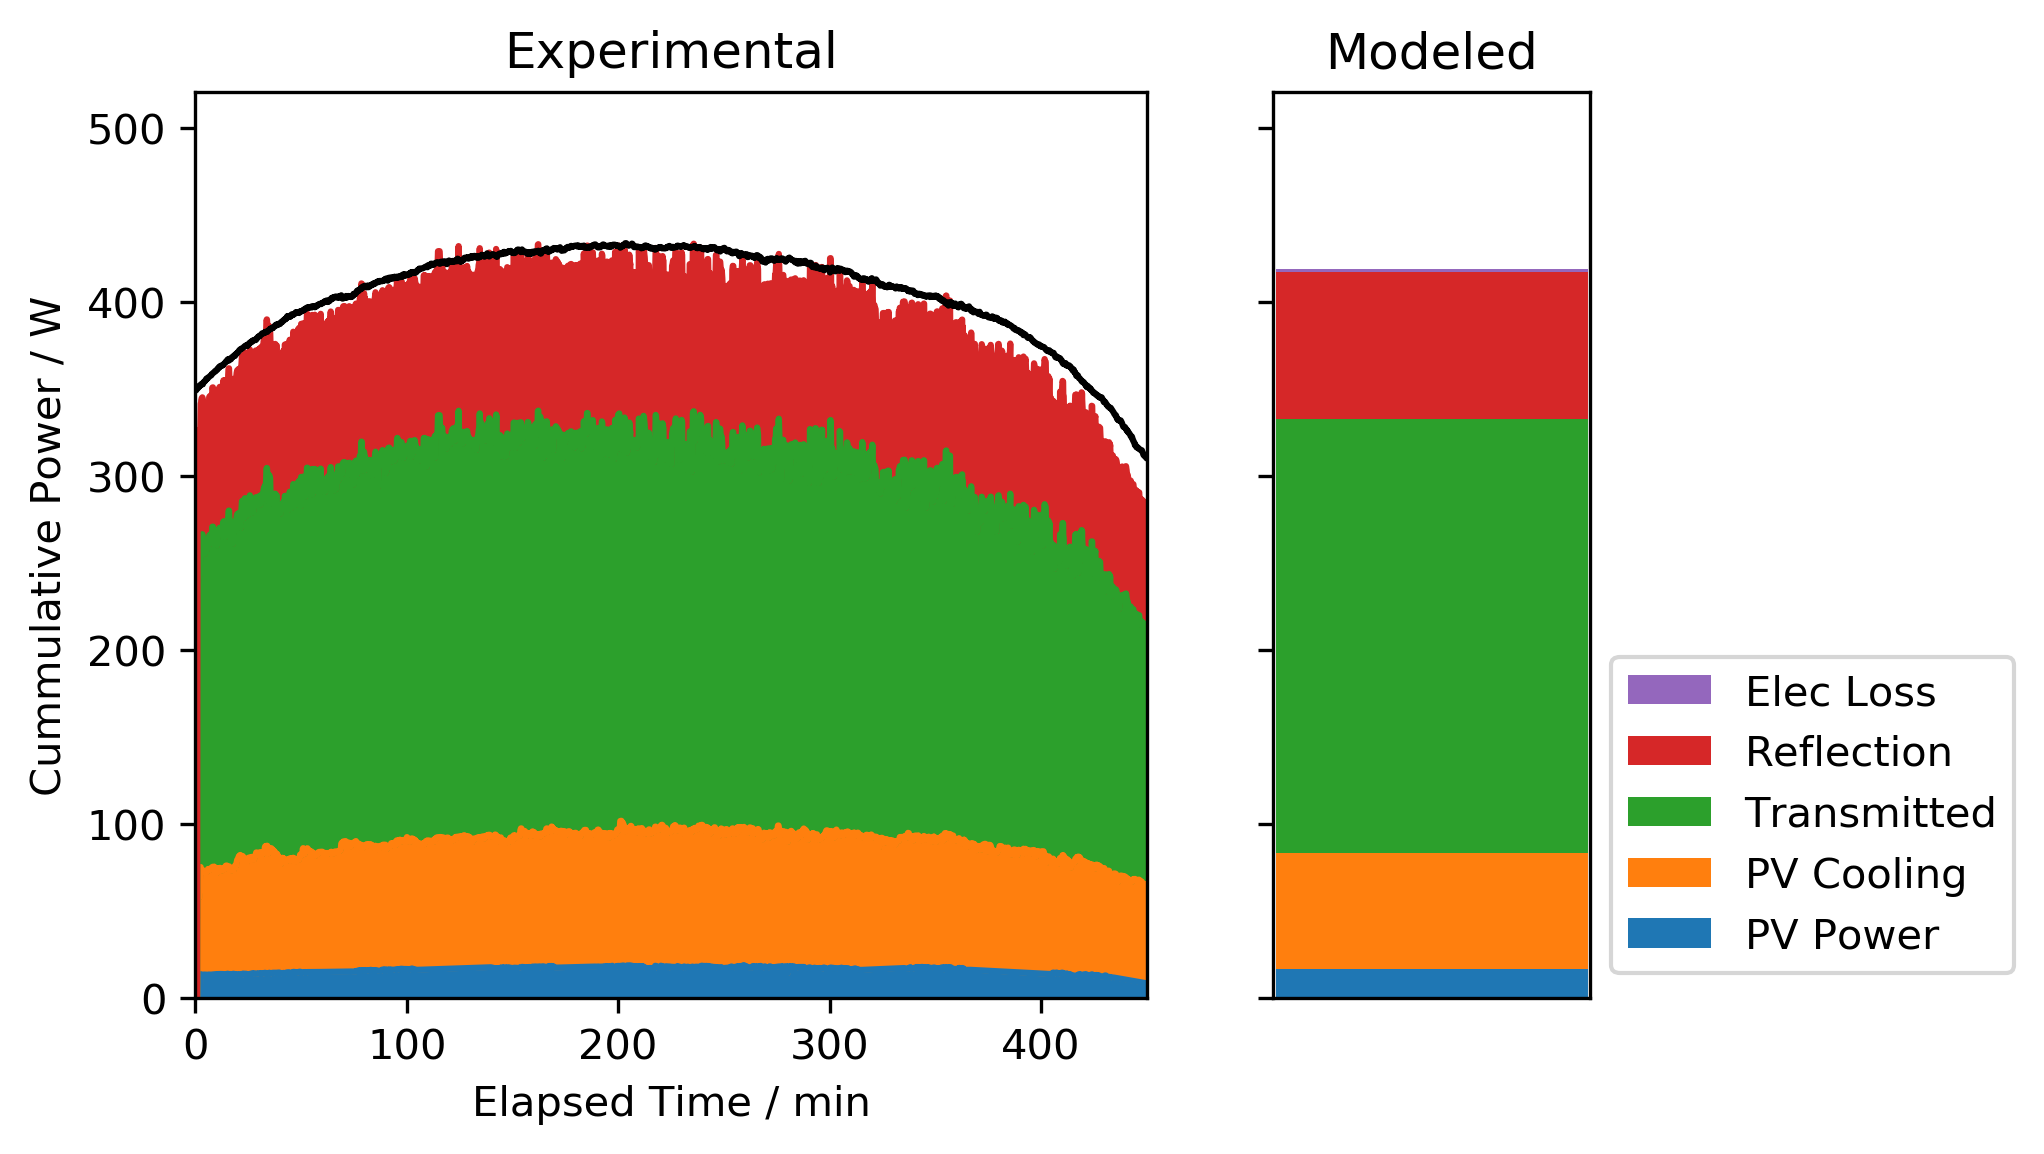 Experimental
Modeled
500
400
300
200
100
0
Cummulative Power / W
0 100 200 300 400
Elapsed Time / min
Elec Loss
Reflection
Transmitted
PV Cooling
PV Power